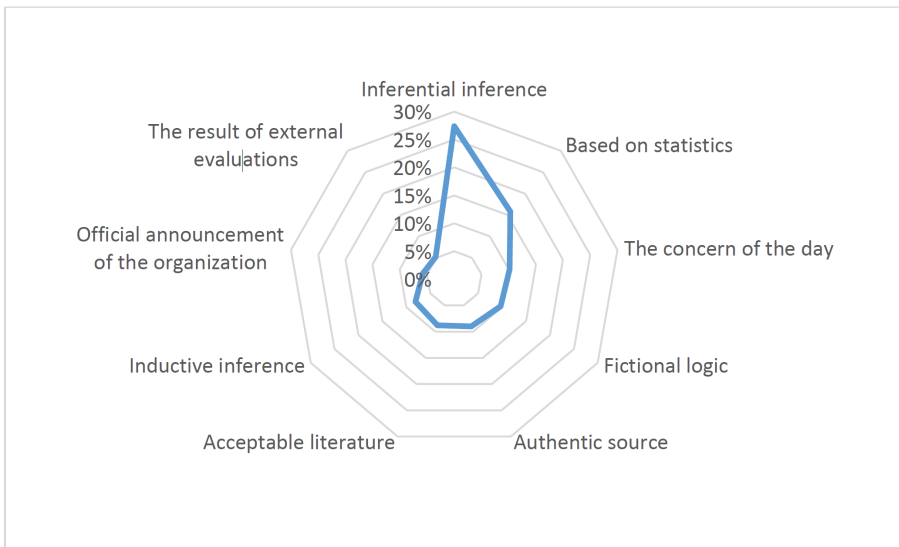 Inferential inference
30%
25%
20%
15%
10%
5%
0%
Based on statistics
The concern of the day
Fictional logic
Authentic source
Acceptable literature
Inductive inference
Official announcement
of the organization
The result of external
evaluations